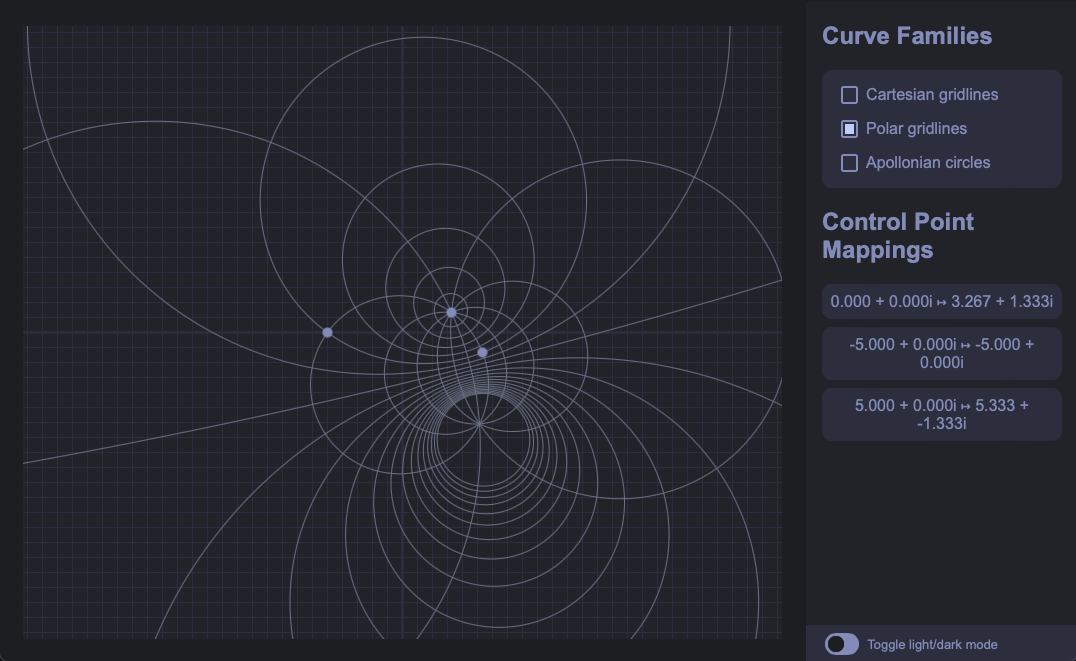 Curve Families
Cartesian gridlines
Polar gridlines
Apollonian circles
Control Point
Mappings
0.000 + 0.000i ↦ 3.267 + 1.333i
-5.000 + 0.000i ↦ -5.000 +
0.000i
5.000 + 0.000i ↦ 5.333 +
-1.333i
Toggle light/dark mode